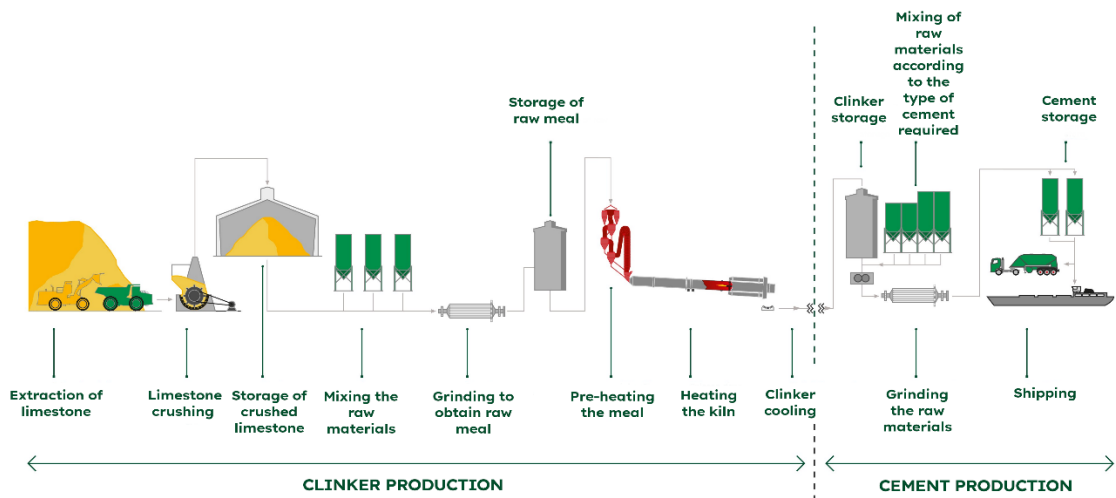 Mixing of
raw
materials
according
to the
type of
cement
required
Storage of
raw meal
Clinker
storage
Cement
storage
Extraction of
limestone
Limestone
crushing
Storage of
crushed
limestone
Mixing the
raw
materials
Grinding to
obtain raw
meal
Pre-heating
the meal
Heating
the kiln
Clinker
cooling
Grinding
the raw
materials
Shipping
CLINKER PRODUCTION
CEMENT PRODUCTION